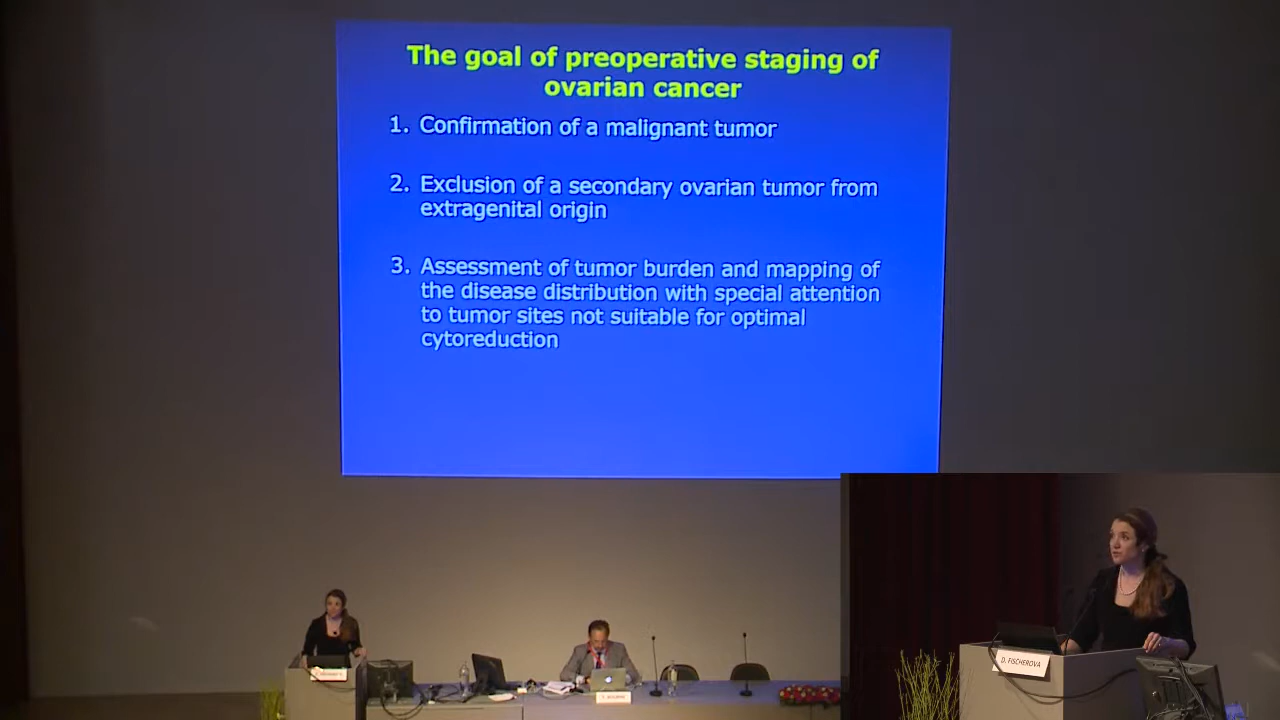 The goal of preoperative staging of
ovarian cancer
1. Confirmation of a malignant tumor
2. Exclusion of a secondary ovarian tumor from
extragenital origin
3. Assessment of tumor burden and mapping of
the disease distribution with special attention
to tumor sites not suitable for optimal
cytoreduction
D. FISCHEROVA